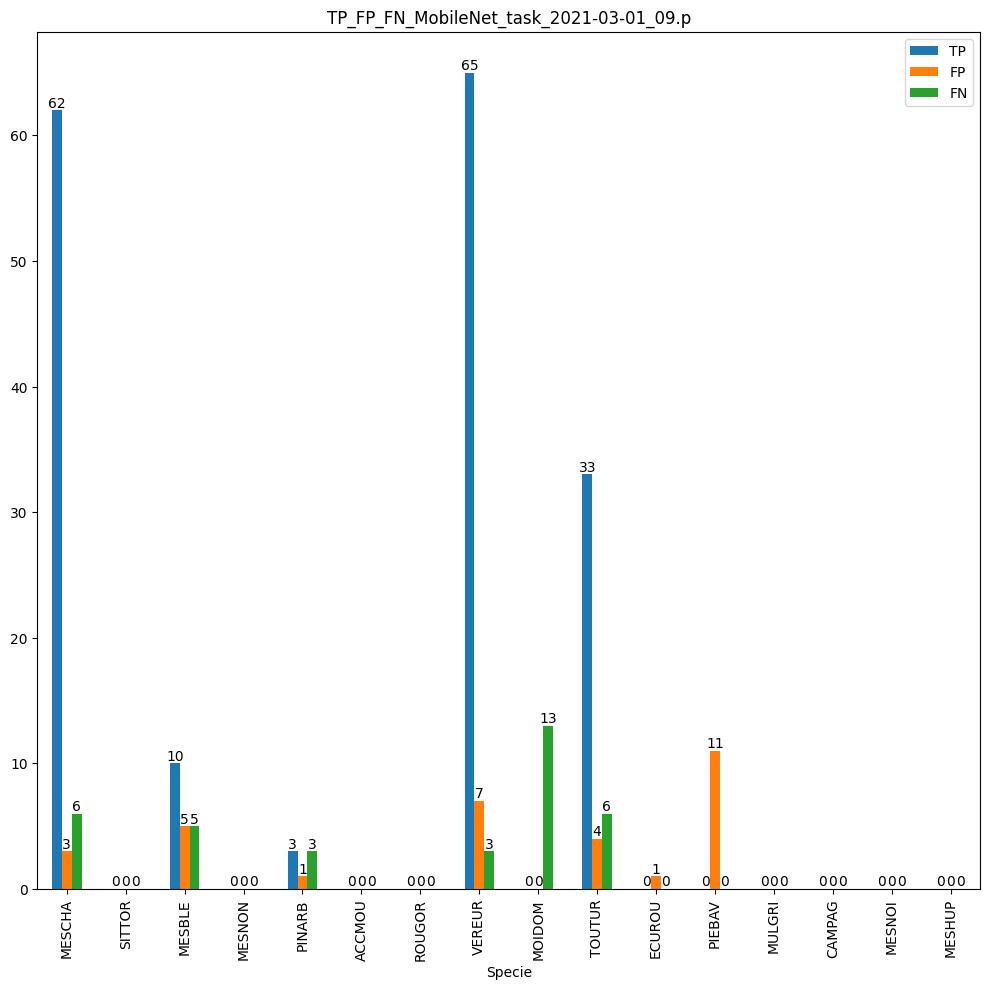 TP_FP_FN_MobileNet_task_2021-03-01_09.p
TP
FP
FN
60
50
40
30
20
10
0
62 3 6
0 0 0
10 5 5
0 0 0
3 1 3
0 0 0
0 0 0
65 7 3
0 0 13
33 4 6
0 1 0
0 11 0
0 0 0
0 0 0
0 0 0
0 0 0
MESCHA
SITTOR
MESBLE
MESNON
PINARB
ACCMOU
ROUGOR
VEREUR
MOIDOM
TOUTUR
ECUROU
PIEBAV
MULGRI
CAMPAG
MESNOI
MESHUP
Specie